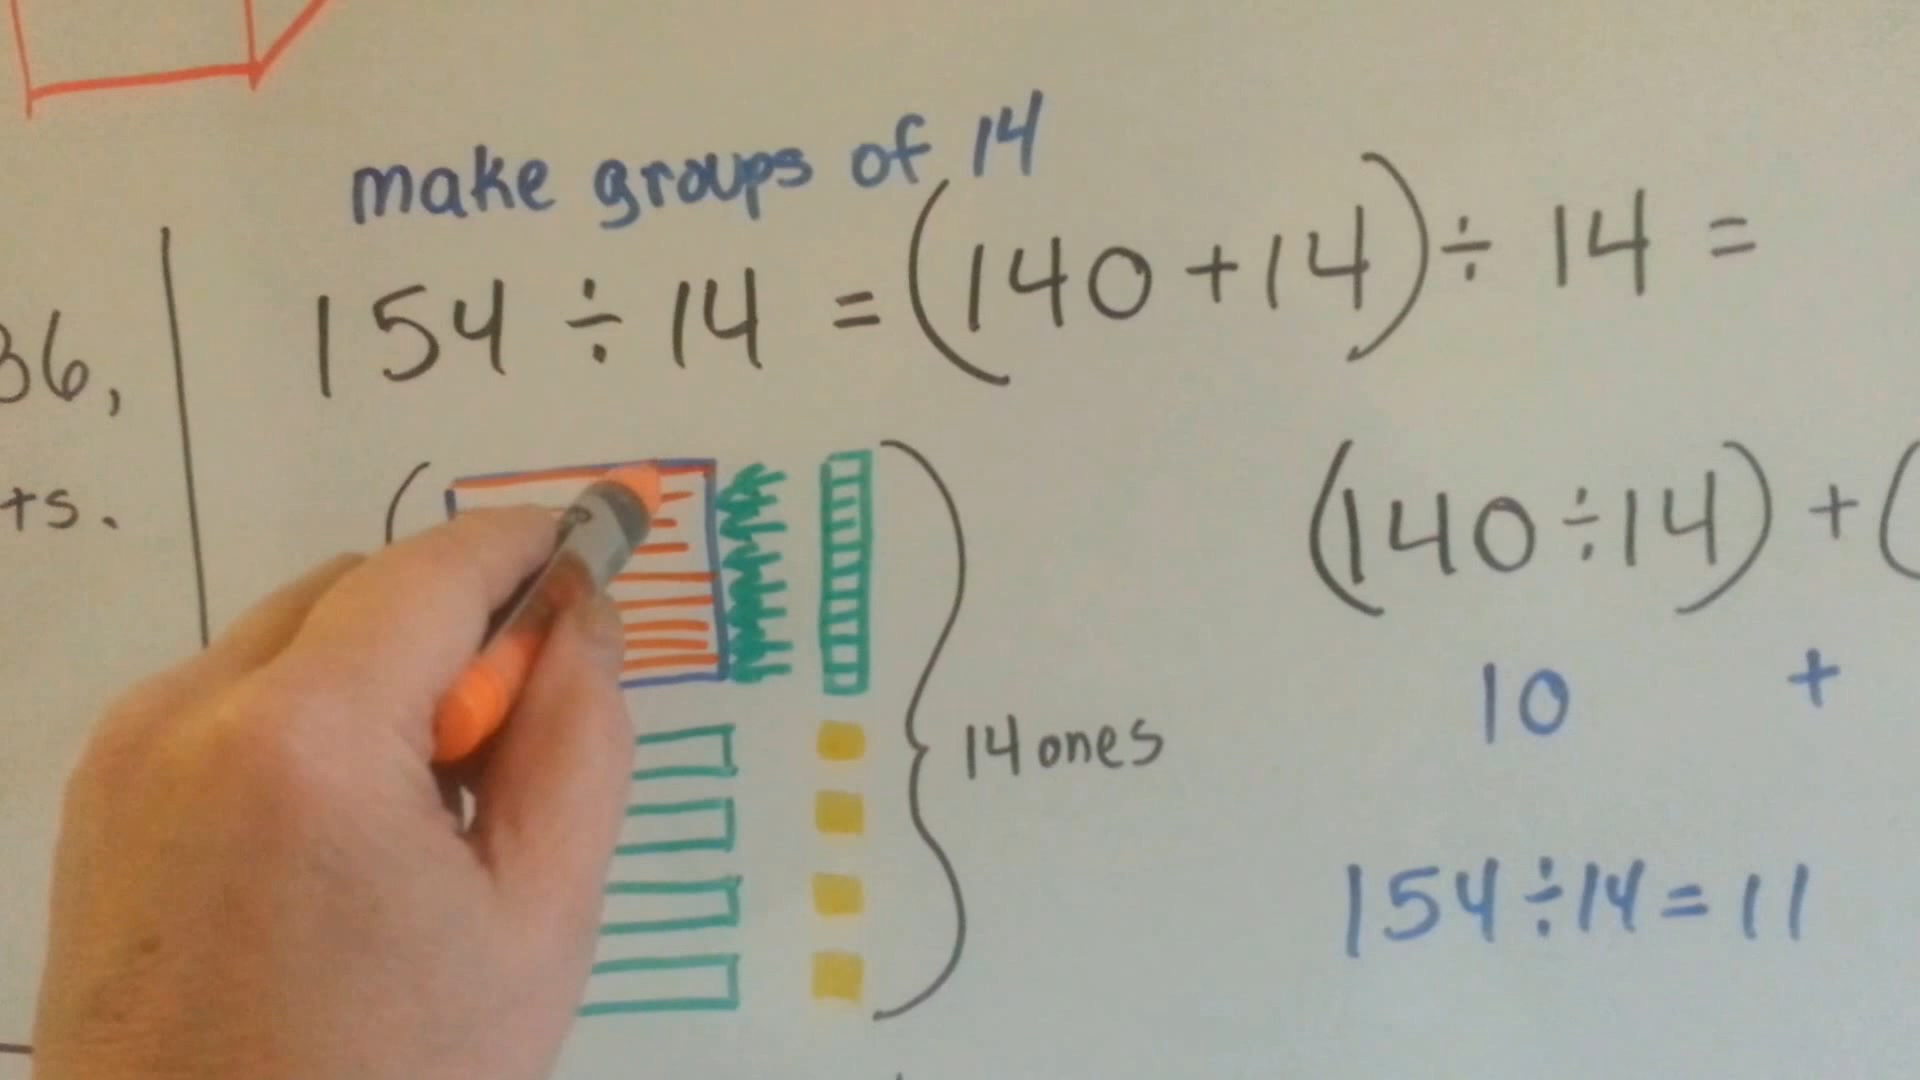 make groups of 14
154 ÷ 14 = (140 + 14) ÷ 14 =
36,
ts.
(140 ÷ 14) + (
10 +
14 ones
154 ÷ 14 = 11